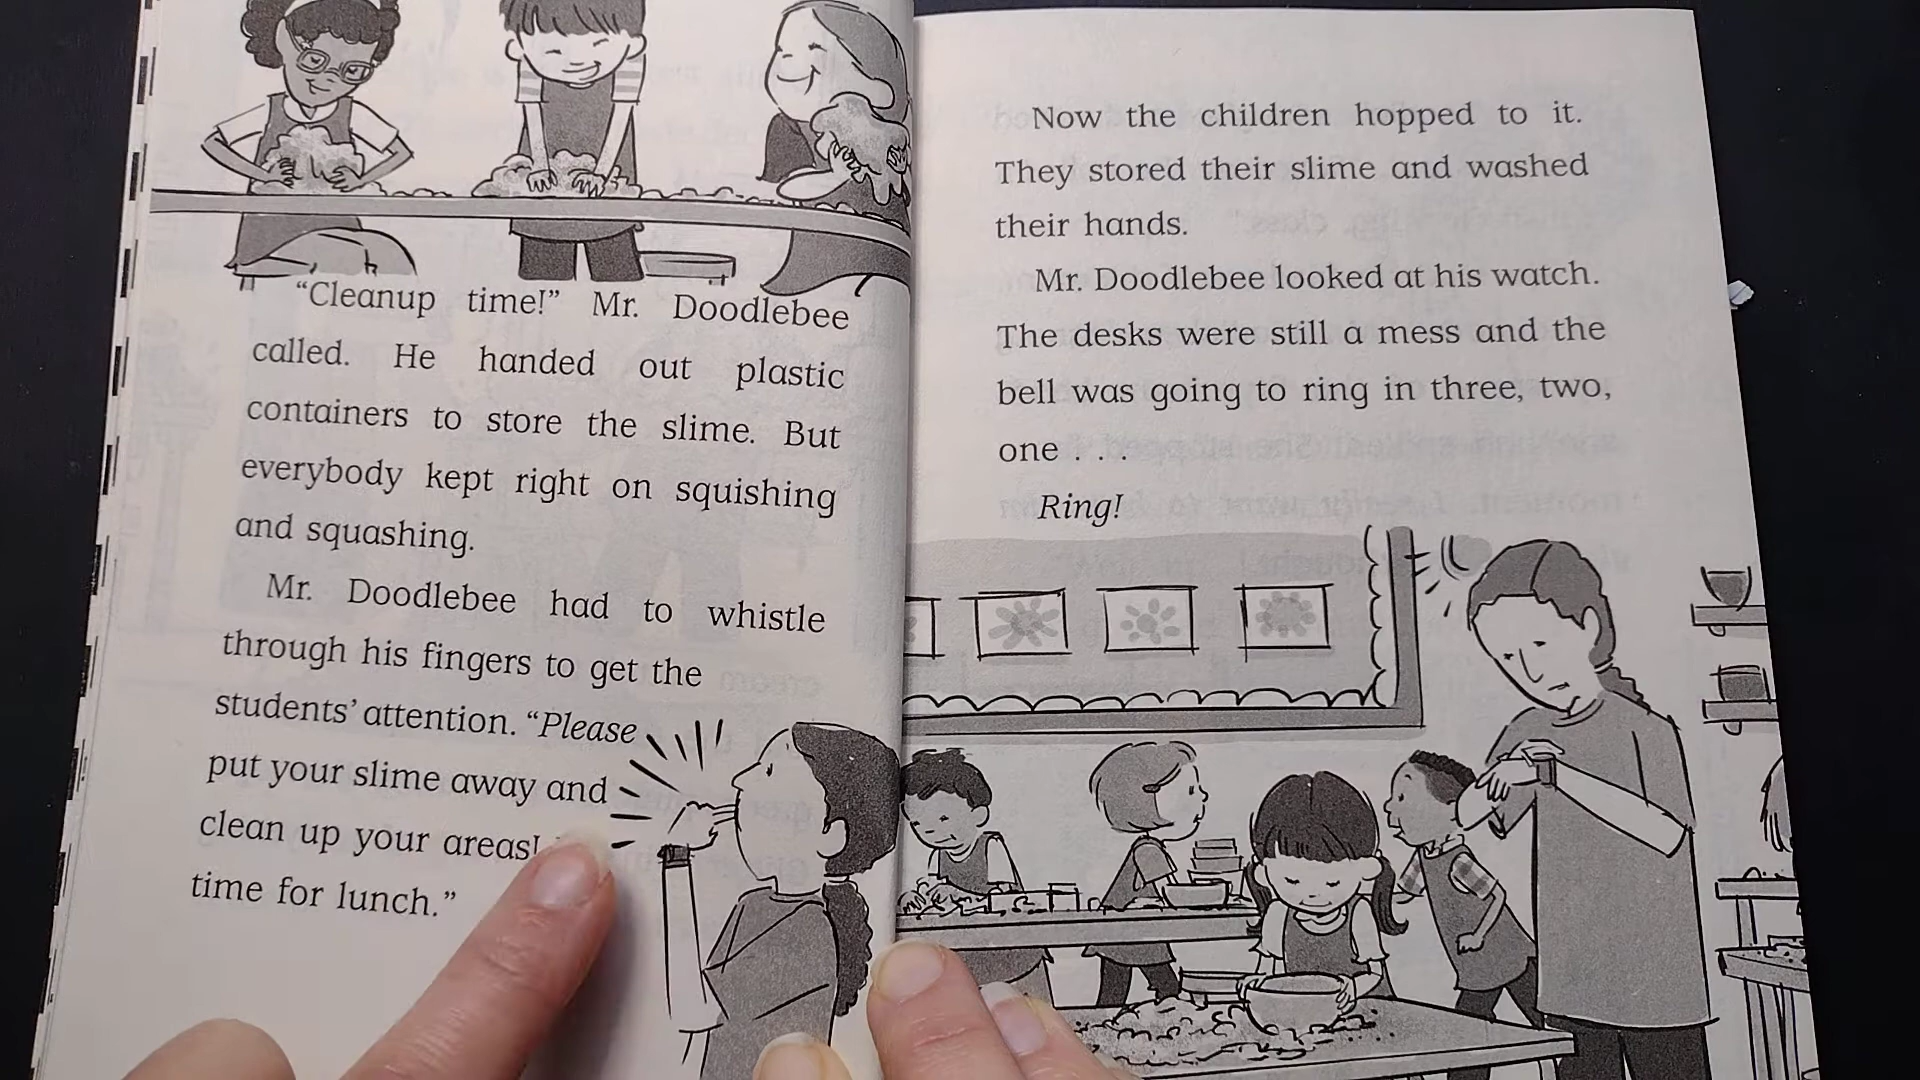 “Cleanup time!” Mr. Doodlebee
called. He handed out plastic
containers to store the slime. But
everybody kept right on squishing
and squashing.
Mr. Doodlebee had to whistle
through his fingers to get the
students’ attention. “Please
put your slime away and
clean up your areas!
time for lunch.”
Now the children hopped to it.
They stored their slime and washed
their hands.
Mr. Doodlebee looked at his watch.
The desks were still a mess and the
bell was going to ring in three, two,
one . . .
Ring!